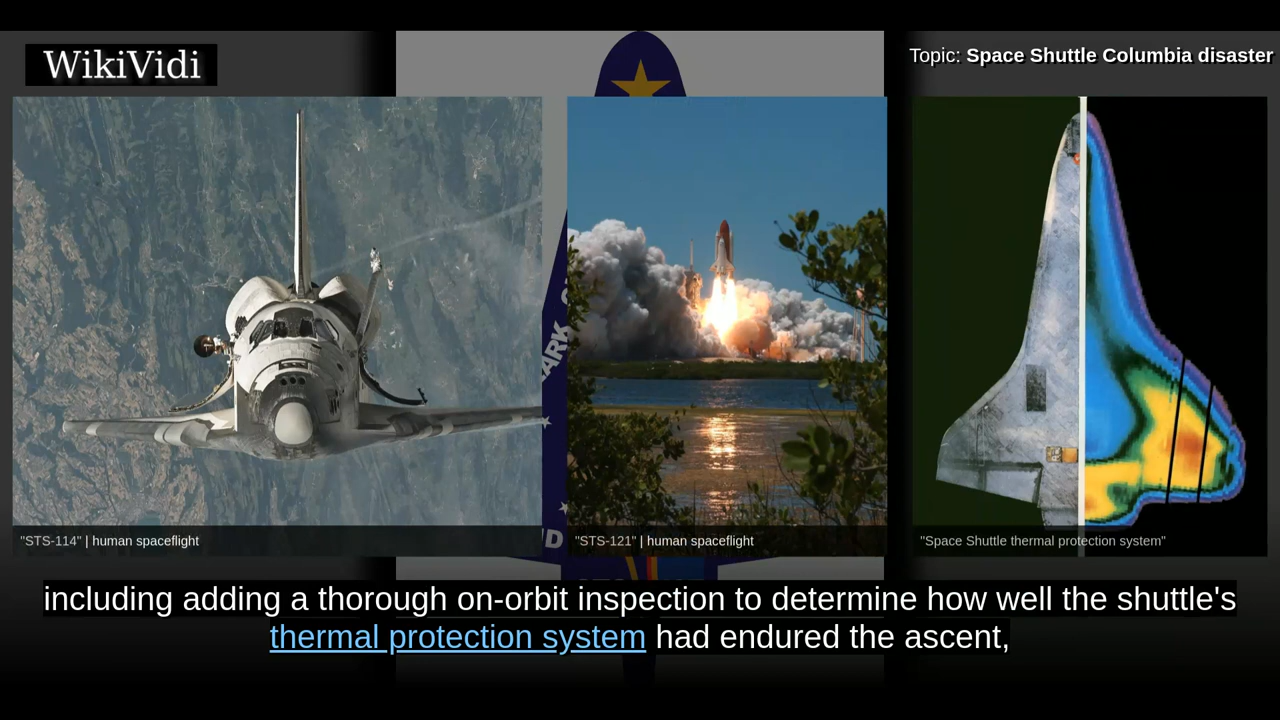 WikiVidi
Topic: Space Shuttle Columbia disaster
ARK
"STS-114" | human spaceflight
"STS-121" | human spaceflight
"Space Shuttle thermal protection system"
including adding a thorough on-orbit inspection to determine how well the shuttle's
thermal protection system had endured the ascent,